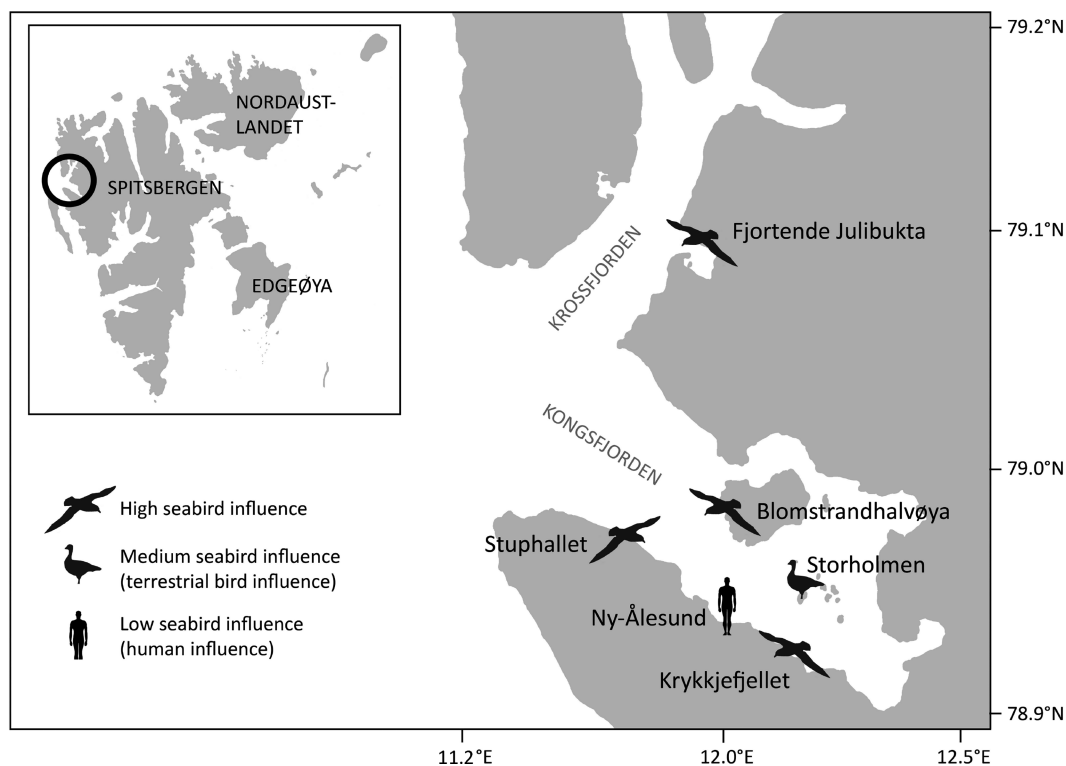 NORDAUST-
LANDET
SPITSBERGEN
EDGEØYA
79.2°N
Fjortende Julibukta
79.1°N
KROSSFJORDEN
KONGSFJORDEN
79.0°N
High seabird influence
Blomstrandhalvøya
Stuphallet
Medium seabird influence
(terrestrial bird influence)
Storholmen
Ny-Ålesund
Low seabird influence
(human influence)
Krykkjefjellet
78.9°N
11.2°E
12.0°E
12.5°E